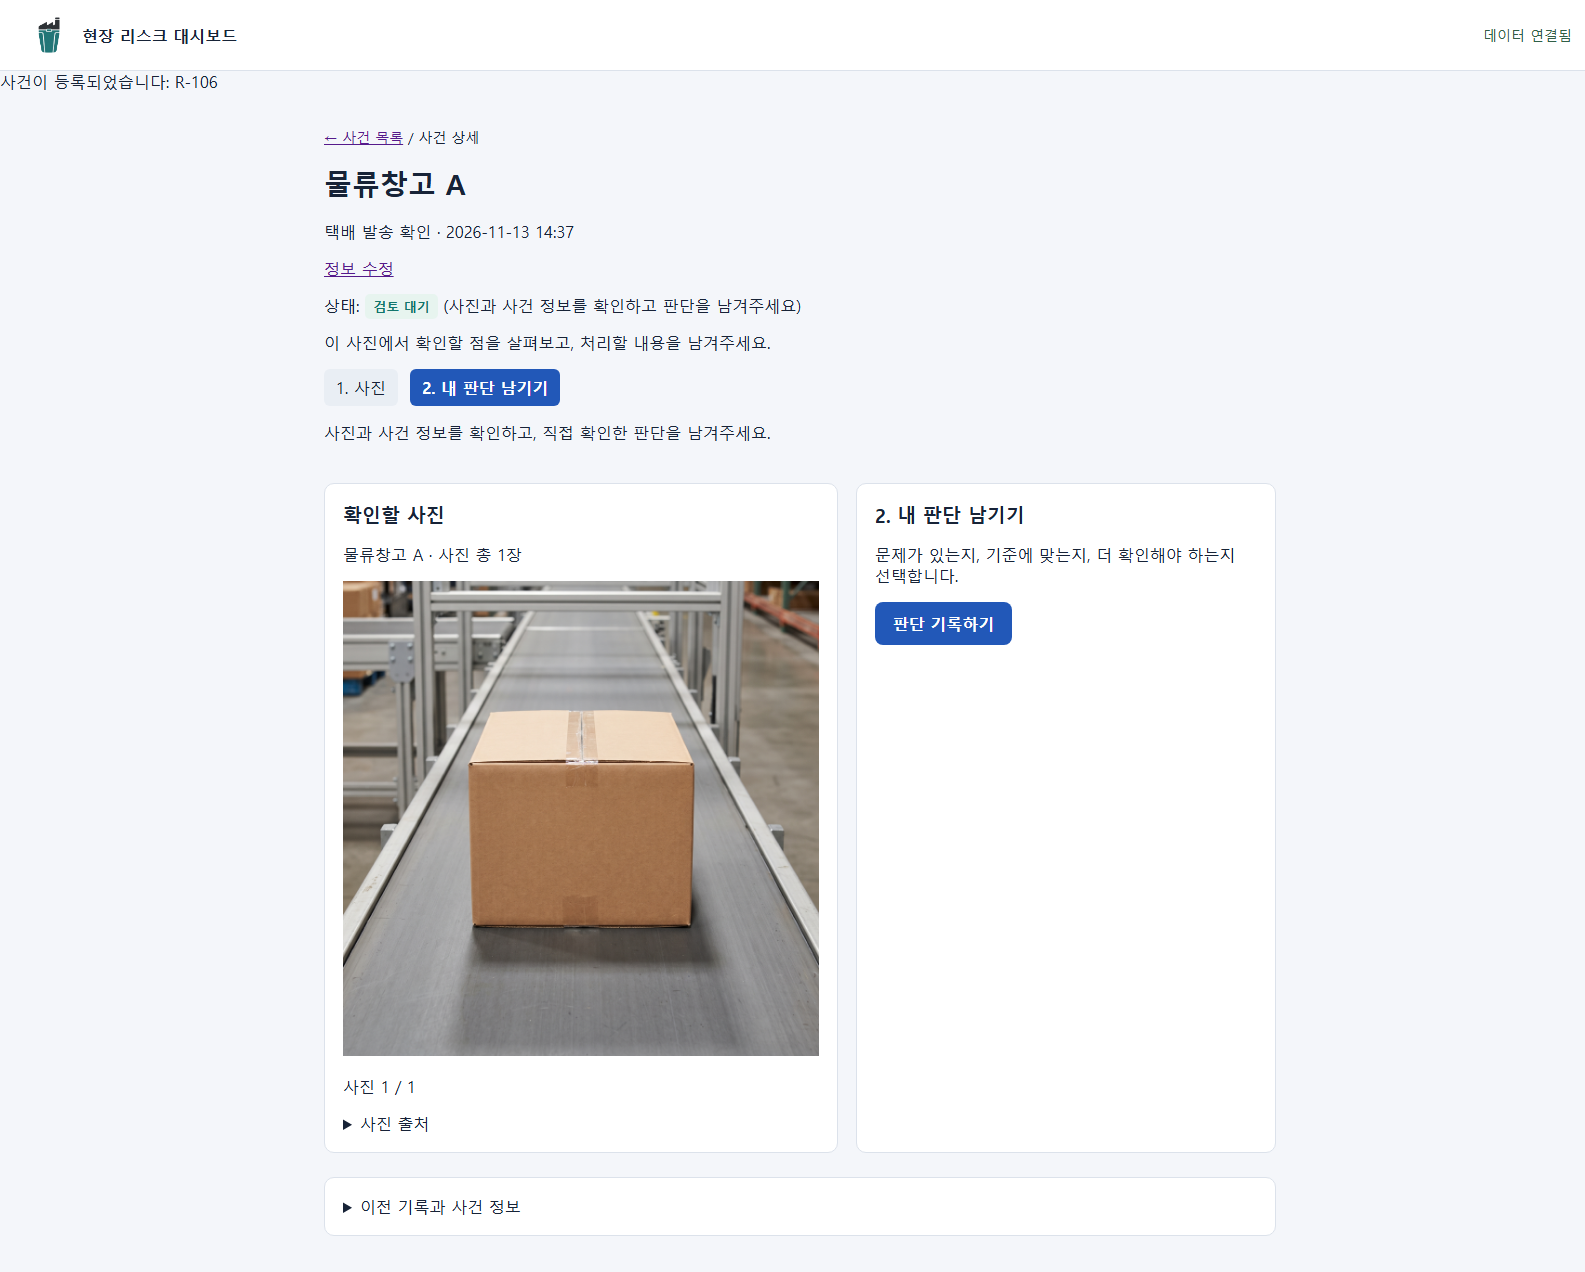 현장 리스크 대시보드
데이터 연결됨
사건이 등록되었습니다: R-106
← 사건 목록 / 사건 상세
물류창고 A
택배 발송 확인 · 2026-11-13 14:37
정보 수정
상태: 검토 대기 (사진과 사건 정보를 확인하고 판단을 남겨주세요)
이 사진에서 확인할 점을 살펴보고, 처리할 내용을 남겨주세요.
1. 사진
2. 내 판단 남기기
사진과 사건 정보를 확인하고, 직접 확인한 판단을 남겨주세요.
확인할 사진
물류창고 A · 사진 총 1장
사진 1 / 1
▶ 사진 출처
2. 내 판단 남기기
문제가 있는지, 기준에 맞는지, 더 확인해야 하는지
선택합니다.
판단 기록하기
▶ 이전 기록과 사건 정보